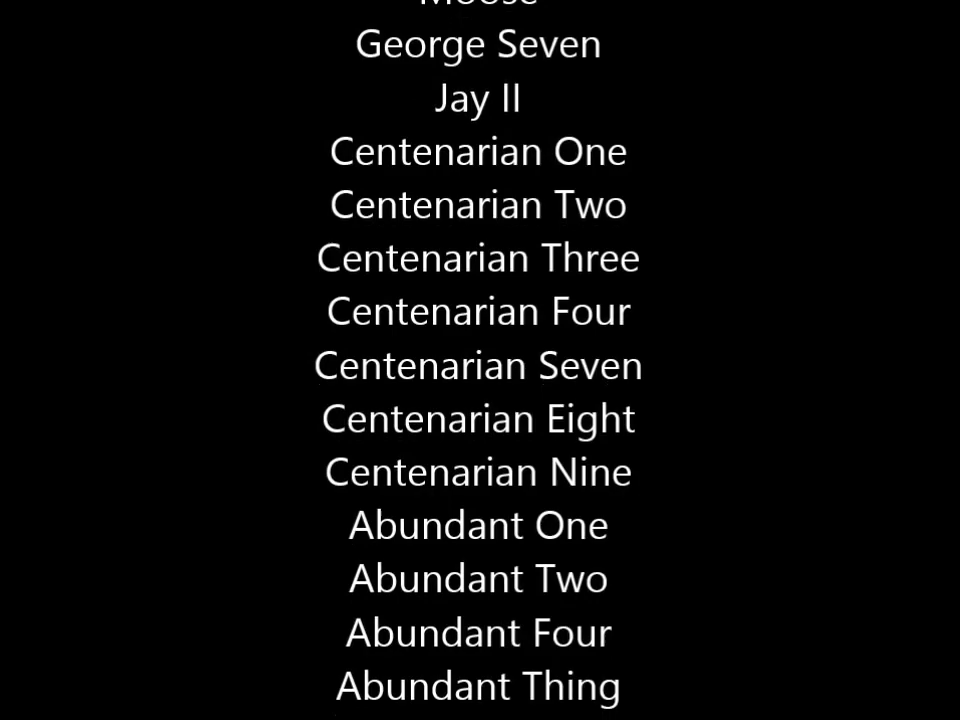 Moose
George Seven
Jay II
Centenarian One
Centenarian Two
Centenarian Three
Centenarian Four
Centenarian Seven
Centenarian Eight
Centenarian Nine
Abundant One
Abundant Two
Abundant Four
Abundant Thing